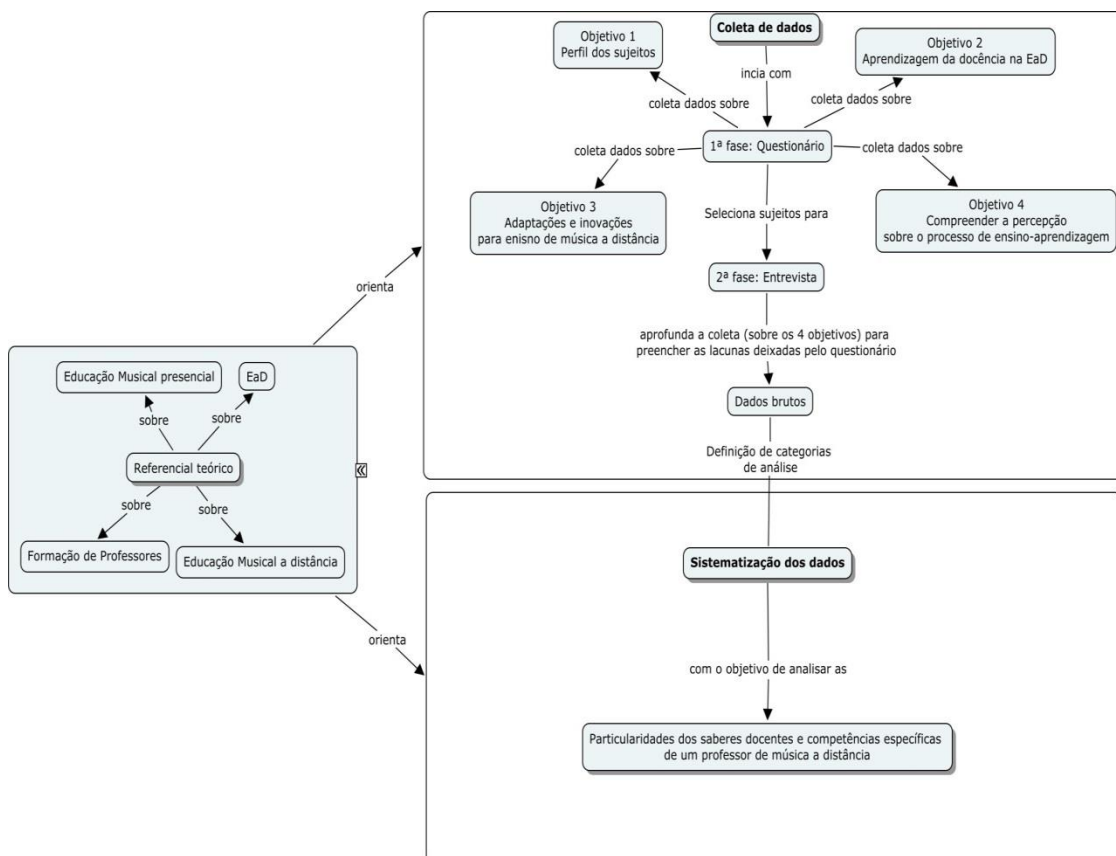 Coleta de dados
Objetivo 1
Perfil dos sujeitos
Objetivo 2
Aprendizagem da docência na EaD
incia com
coleta dados sobre
coleta dados sobre
1ª fase: Questionário
coleta dados sobre
coleta dados sobre
Objetivo 3
Adaptações e inovações
para enisno de música a distância
Objetivo 4
Compreender a percepção
sobre o processo de ensino-aprendizagem
Seleciona sujeitos para
2ª fase: Entrevista
aprofunda a coleta (sobre os 4 objetivos) para
preencher as lacunas deixadas pelo questionário
Dados brutos
Definição de categorias
de análise
orienta
Educação Musical presencial
EaD
sobre
sobre
Referencial teórico
sobre
sobre
Formação de Professores
Educação Musical a distância
orienta
Sistematização dos dados
com o objetivo de analisar as
Particularidades dos saberes docentes e competências específicas
de um professor de música a distância